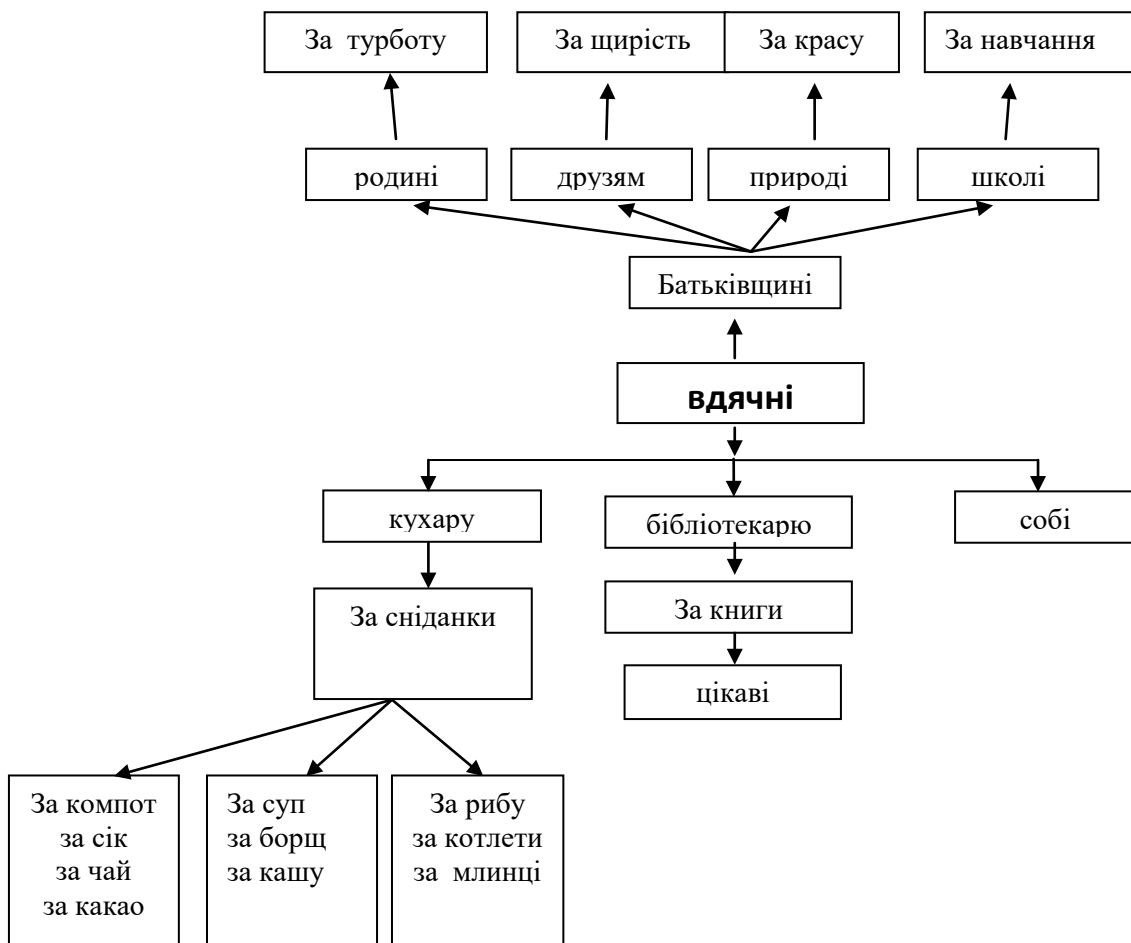 За турботу
За щирість
За красу
За навчання
родині
друзям
природі
школі
Батьківщині
вдячні
кухару
бібліотекарю
собі
За сніданки
За книги
цікаві
За компот
за сік
за чай
за какао
За суп
за борщ
за кашу
За рибу
за котлети
за млинці